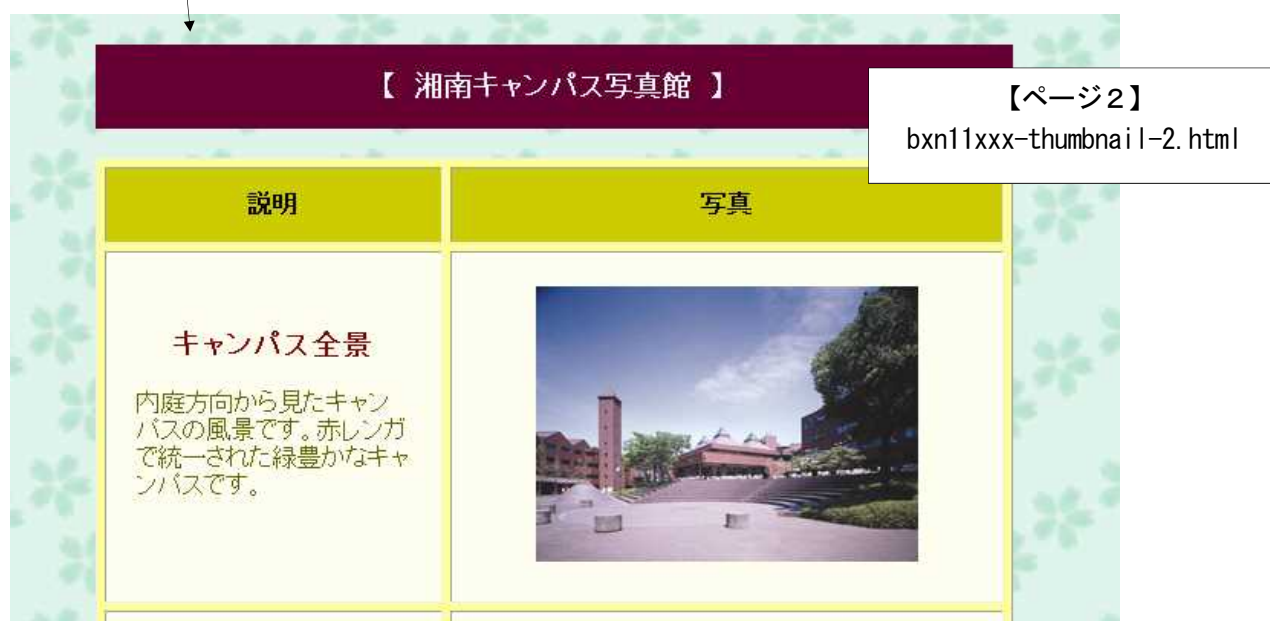 【 湘南キャンパス写真館 】
【ページ2】
bxn11xxx-thumbnail-2.html
説明
写真
キャンパス全景
内庭方向から見たキャン
パスの風景です。赤レンガ
で統一された緑豊かなキャ
ンパスです。